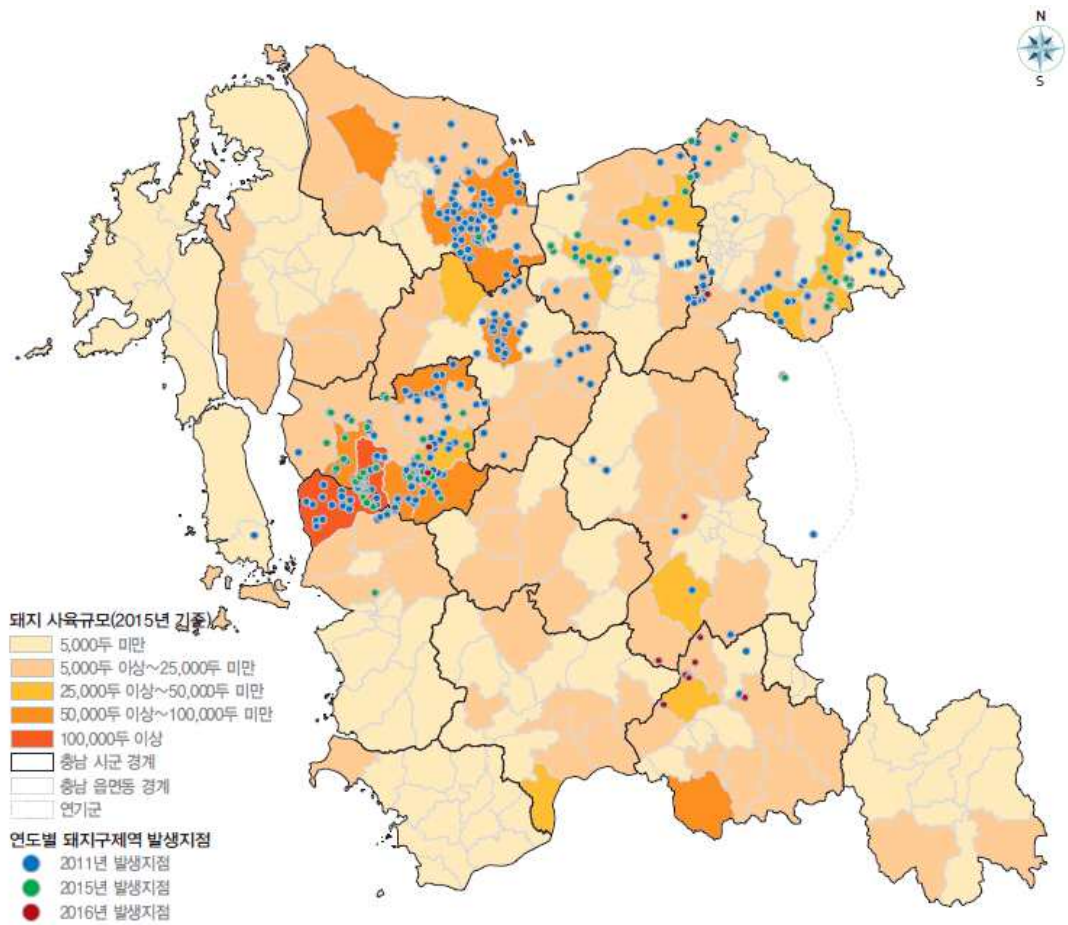 N
S
돼지 사육규모(2015년 기준)
5,000두 미만
5,000두 이상~25,000두 미만
25,000두 이상~50,000두 미만
50,000두 이상~100,000두 미만
100,000두 이상
충남 시군 경계
충남 읍면동 경계
연기군
연도별 돼지구제역 발생지점
2011년 발생지점
2015년 발생지점
2016년 발생지점